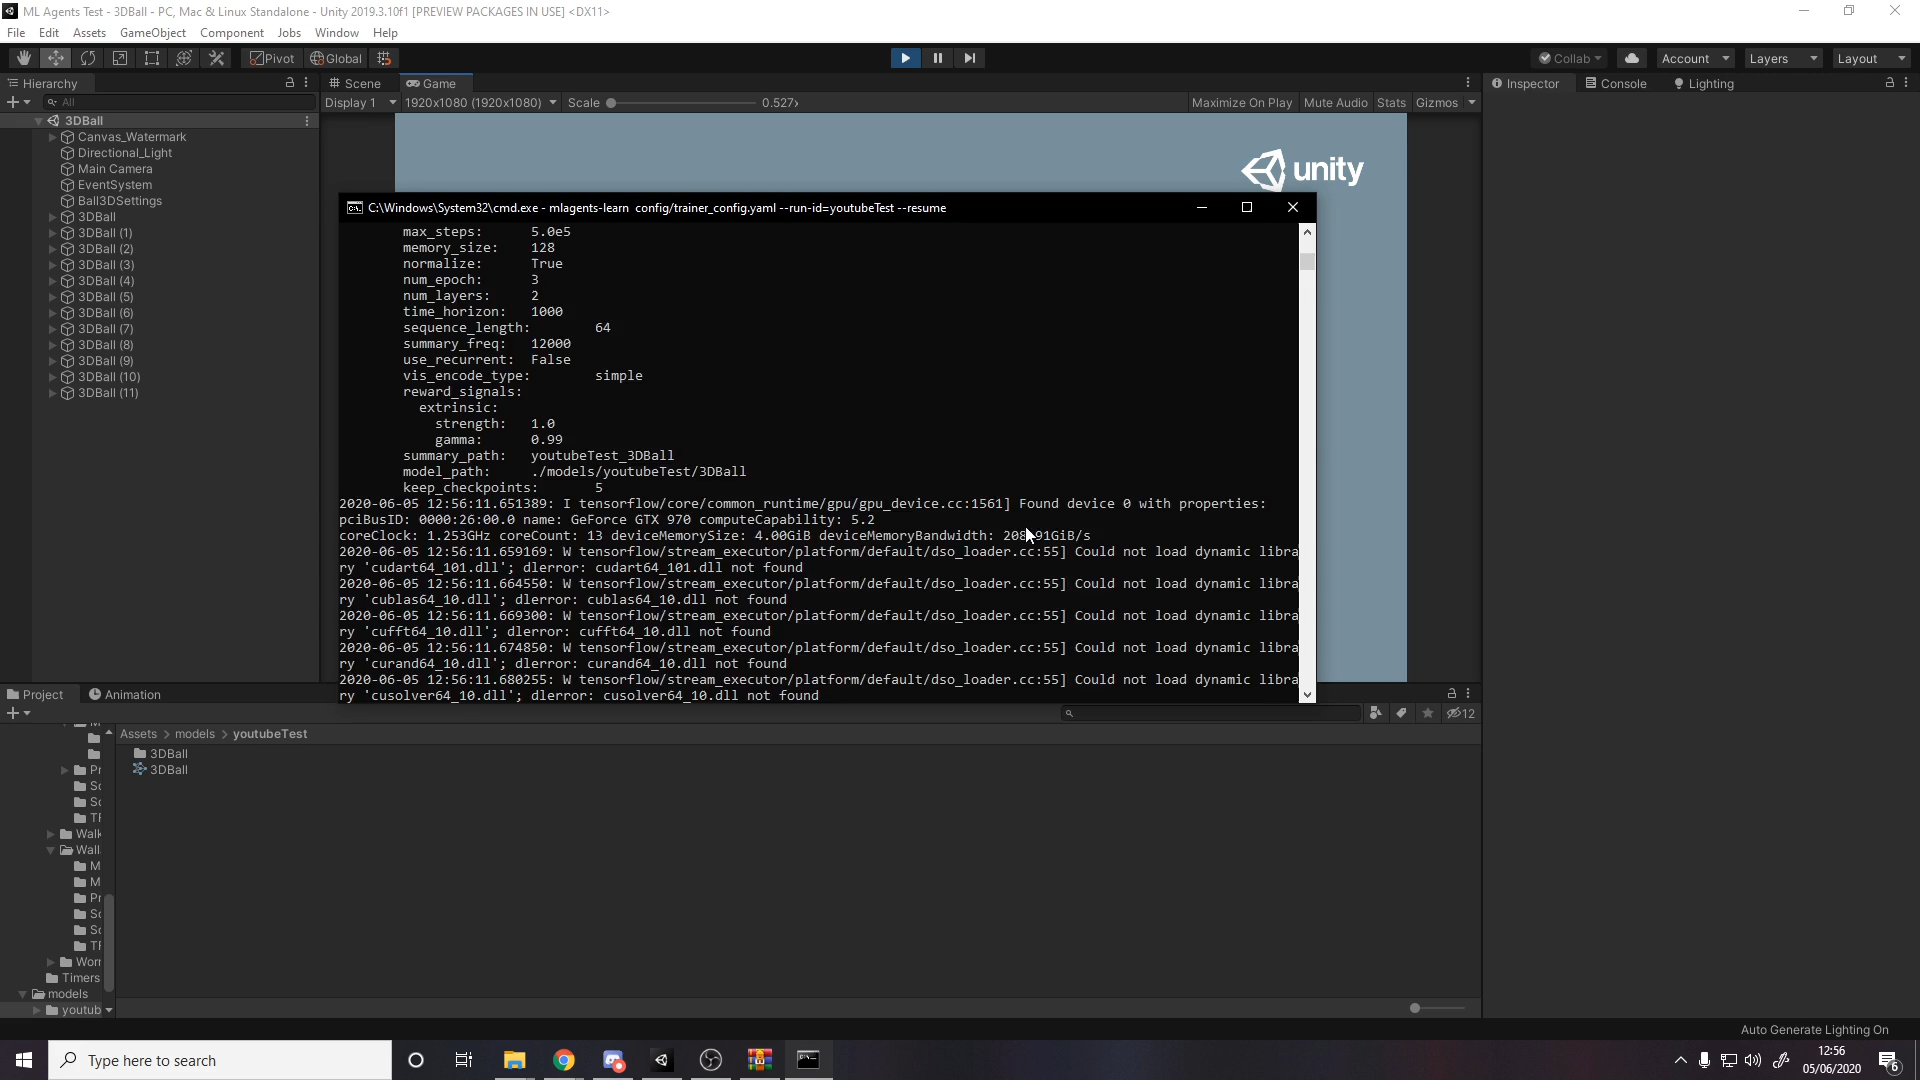 ML Agents Test - 3DBall - PC, Mac & Linux Standalone - Unity 2019.3.10f1 [PREVIEW PACKAGES IN USE] <DX11>
File Edit Assets GameObject Component Jobs Window Help
Pivot Global Collab Account Layers Layout
Hierarchy Scene Game Inspector Console Lighting
All Display 1 1920x1080 (1920x1080) Scale 0.527x Maximize On Play Mute Audio Stats Gizmos
3DBall
Canvas_Watermark
Directional_Light
Main Camera
EventSystem
Ball3DSettings
3DBall
3DBall (1)
3DBall (2)
3DBall (3)
3DBall (4)
3DBall (5)
3DBall (6)
3DBall (7)
3DBall (8)
3DBall (9)
3DBall (10)
3DBall (11)
unity
C:\Windows\System32\cmd.exe - mlagents-learn config/trainer_config.yaml --run-id=youtubeTest --resume
max_steps: 5.0e5
memory_size: 128
normalize: True
num_epoch: 3
num_layers: 2
time_horizon: 1000
sequence_length: 64
summary_freq: 12000
use_recurrent: False
vis_encode_type: simple
reward_signals:
extrinsic:
strength: 1.0
gamma: 0.99
summary_path: youtubeTest_3DBall
model_path: ./models/youtubeTest/3DBall
keep_checkpoints: 5
2020-06-05 12:56:11.651389: I tensorflow/core/common_runtime/gpu/gpu_device.cc:1561] Found device 0 with properties:
pciBusID: 0000:26:00.0 name: GeForce GTX 970 computeCapability: 5.2
coreClock: 1.253GHz coreCount: 13 deviceMemorySize: 4.00GiB deviceMemoryBandwidth:
2020-06-05 12:56:11.659169: W tensorflow/stream_executor/platform/default/dso_loader.cc:55] Could not load dynamic libra
ry 'cudart64_101.dll'; dlerror: cudart64_101.dll not found
2020-06-05 12:56:11.664550: W tensorflow/stream_executor/platform/default/dso_loader.cc:55] Could not load dynamic libra
ry 'cublas64_10.dll'; dlerror: cublas64_10.dll not found
2020-06-05 12:56:11.669300: W tensorflow/stream_executor/platform/default/dso_loader.cc:55] Could not load dynamic libra
ry 'cufft64_10.dll'; dlerror: cufft64_10.dll not found
2020-06-05 12:56:11.674850: W tensorflow/stream_executor/platform/default/dso_loader.cc:55] Could not load dynamic libra
ry 'curand64_10.dll'; dlerror: curand64_10.dll not found
2020-06-05 12:56:11.680255: W tensorflow/stream_executor/platform/default/dso_loader.cc:55] Could not load dynamic libra
ry 'cusolver64_10.dll'; dlerror: cusolver64_10.dll not found
Project Animation
12
Assets > models > youtubeTest
3DBall
3DBall
Pr
Sc
Sc
TF
Walk
Wall
M
M
Pr
Sc
Sc
TF
Worr
Timers
models
youtub
Auto Generate Lighting On
Type here to search
12:56
05/06/2020
6